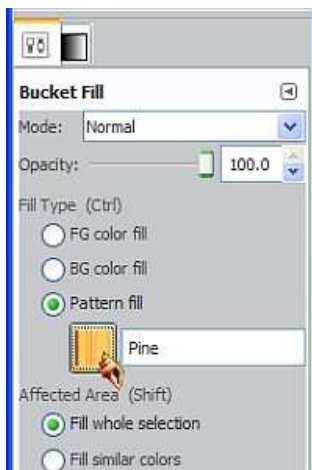 Bucket Fill
Mode: Normal
Opacity: 100.0
Fill Type (Ctrl)
FG color fill
BG color fill
Pattern fill
Pine
Affected Area (Shift)
Fill whole selection
Fill similar colors